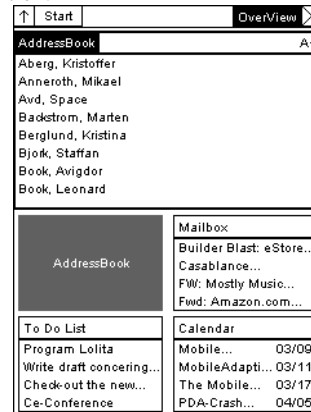 ↑ Start OverView
AddressBook A-
Aberg, Kristoffer
Anneroth, Mikael
Avd, Space
Backstrom, Marten
Berglund, Kristina
Bjork, Staffan
Book, Avigdor
Book, Leonard
AddressBook
Mailbox
Builder Blast: eStore...
Casablance...
FW: Mostly Music...
Fwd: Amazon.com...
To Do List
Program Lolita
Write draft concering...
Check-out the new...
Ce-Conference
Calendar
Mobile... 03/09
MobileAdapti... 03/11
The Mobile... 03/17
PDA-Crash... 04/05